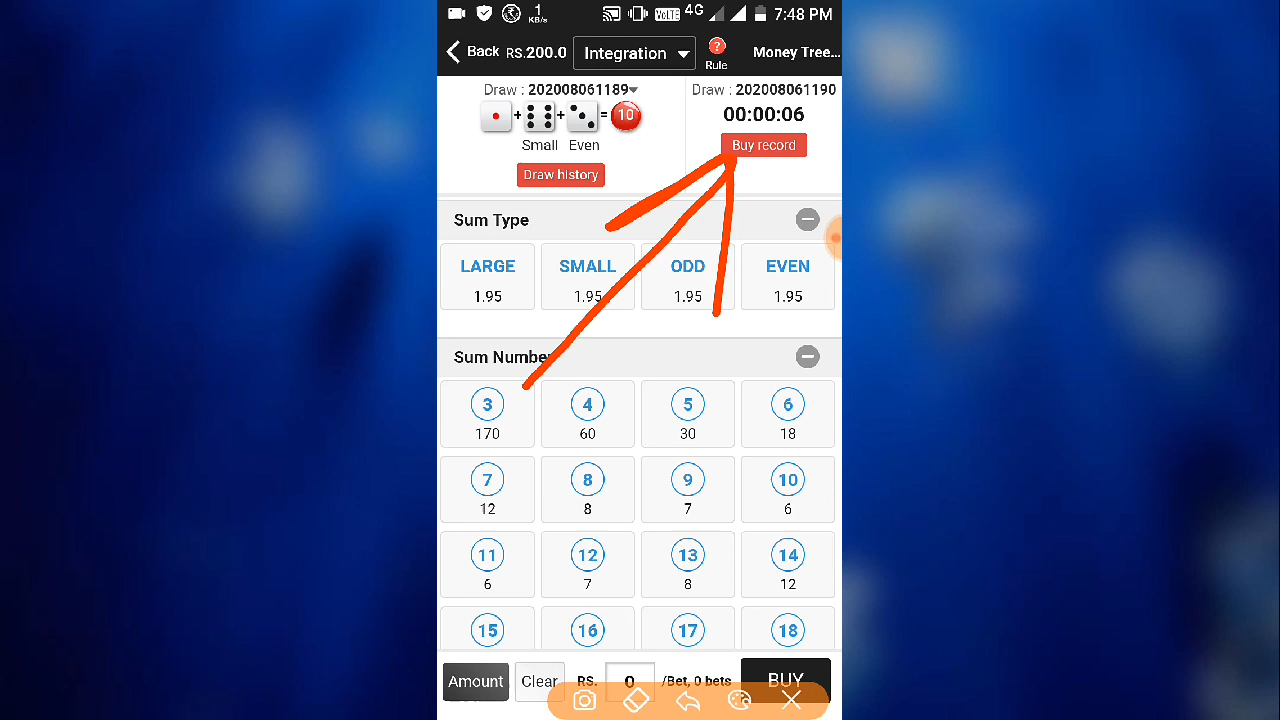 1 KB/s VoLTE 4G 7:48 PM
Back RS.200.0 Integration ? Rule Money Tree...
Draw : 202008061189
10
Small Even
Draw history
Draw : 202008061190
00:00:06
Buy record
Sum Type
LARGE SMALL ODD EVEN
1.95 1.95 1.95 1.95
Sum Number
3 4 5 6
170 60 30 18
7 8 9 10
12 8 7 6
11 12 13 14
6 7 8 12
15 16 17 18
Amount Clear RS. 0 /Bet, 0 bets BUY